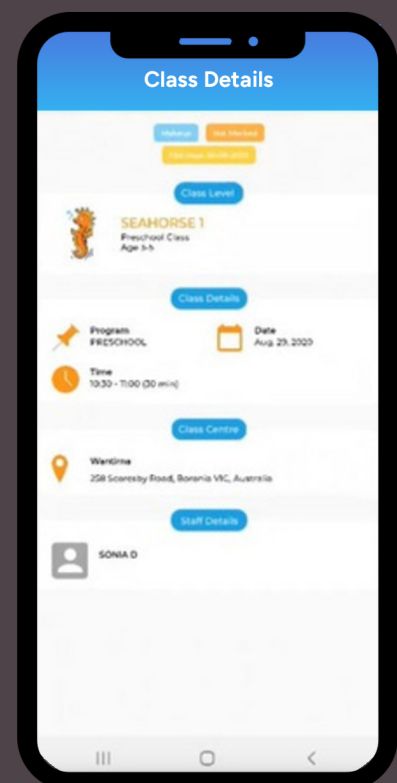 Class Details
Makeup
Not Marked
Class Level
SEAHORSE 1
Preschool Class
Age 3-5
Class Details
Program
PRESCHOOL
Date
Aug. 29, 2020
Time
10:30 - 11:00 (30 min)
Class Centre
Wantirna
258 Scoresby Road, Boronia VIC, Australia
Staff Details
SONIA D